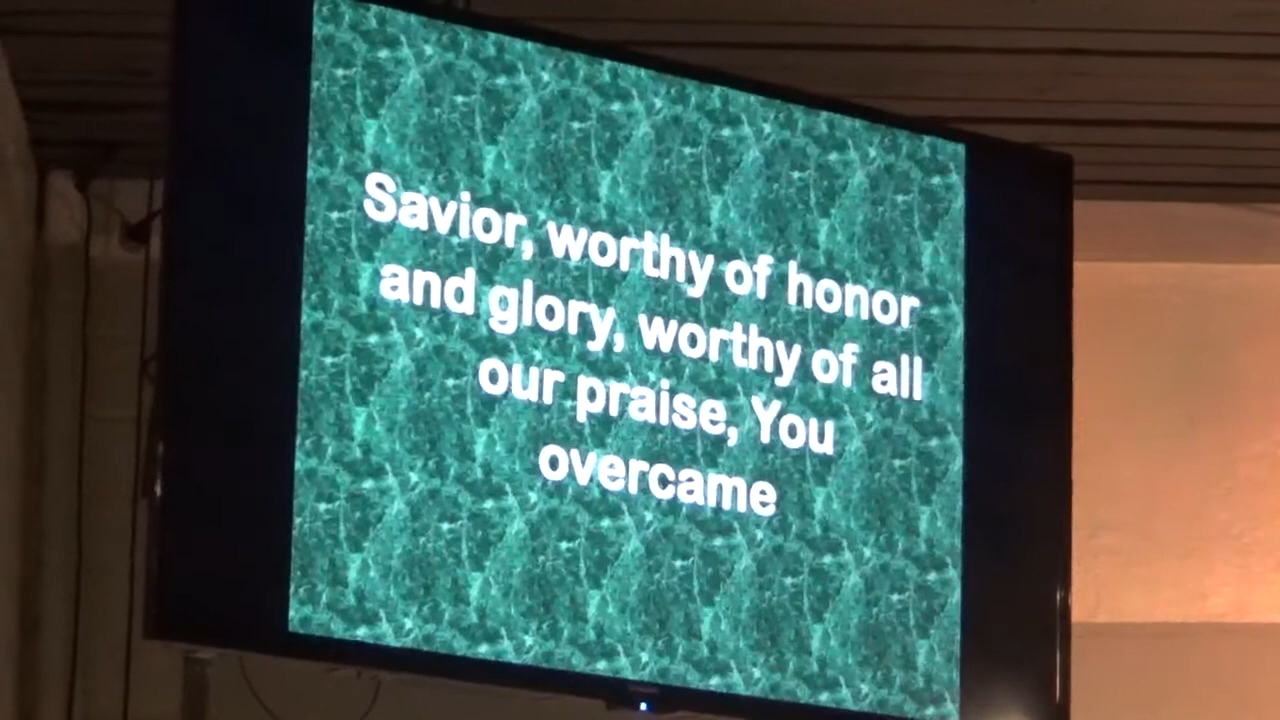 Savior, worthy of honor
and glory, worthy of all
our praise, You
overcame